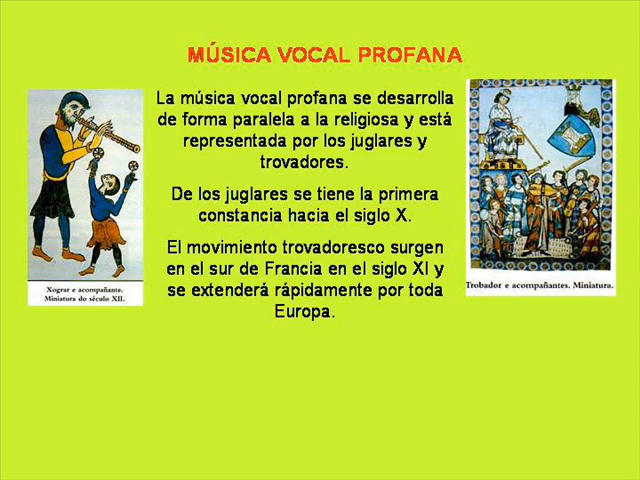 MÚSICA VOCAL PROFANA
La música vocal profana se desarrolla
de forma paralela a la religiosa y está
representada por los juglares y
trovadores.
De los juglares se tiene la primera
constancia hacia el siglo X.
El movimiento trovadoresco surgen
en el sur de Francia en el siglo XI y
se extenderá rápidamente por toda
Europa.
Xograr e acompañante.
Miniatura do século XII.
Trobador e acompañantes. Miniatura.